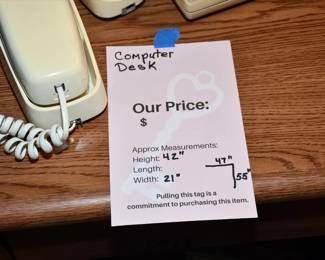 Computer
Desk
Our Price:
$
Approx Measurements:
Height: 42"
Length:
Width: 21"
47"
55"
Pulling this tag is a
commitment to purchasing this item.